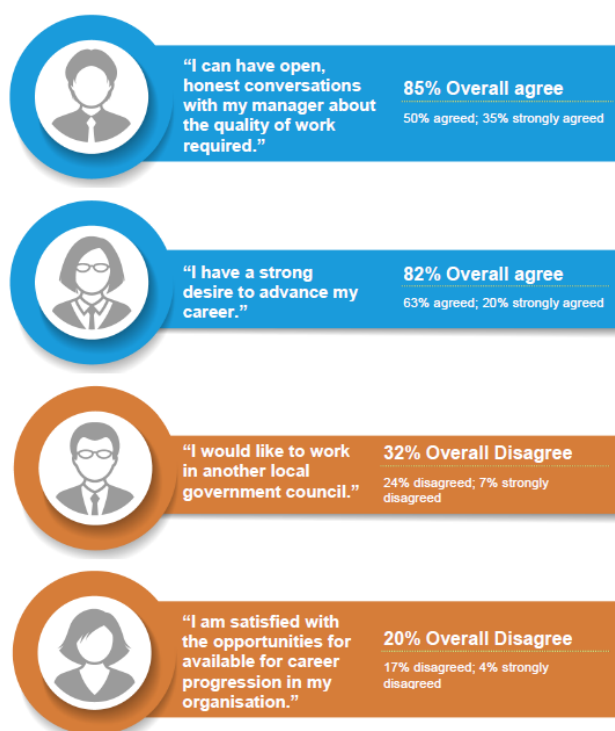 “I can have open,
honest conversations
with my manager about
the quality of work
required.”
85% Overall agree
50% agreed; 35% strongly agreed
“I have a strong
desire to advance my
career.”
82% Overall agree
63% agreed; 20% strongly agreed
“I would like to work
in another local
government council.”
32% Overall Disagree
24% disagreed; 7% strongly
disagreed
“I am satisfied with
the opportunities for
available for career
progression in my
organisation.”
20% Overall Disagree
17% disagreed; 4% strongly
disagreed